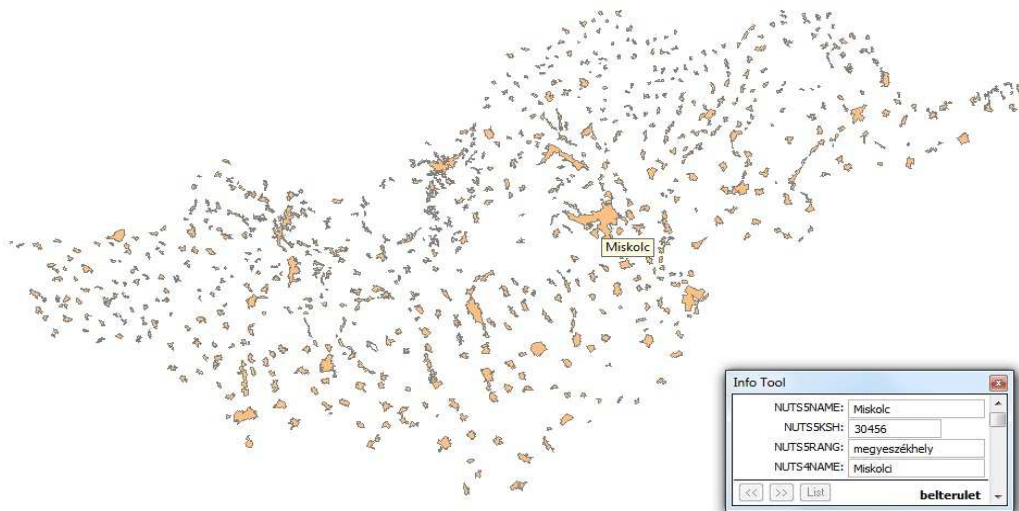 Miskolc
Info Tool
NUTS5NAME: Miskolc
NUTS5KSH: 30456
NUTS5RANG: megyeszékhely
NUTS4NAME: Miskolci
<< >> List belterulet